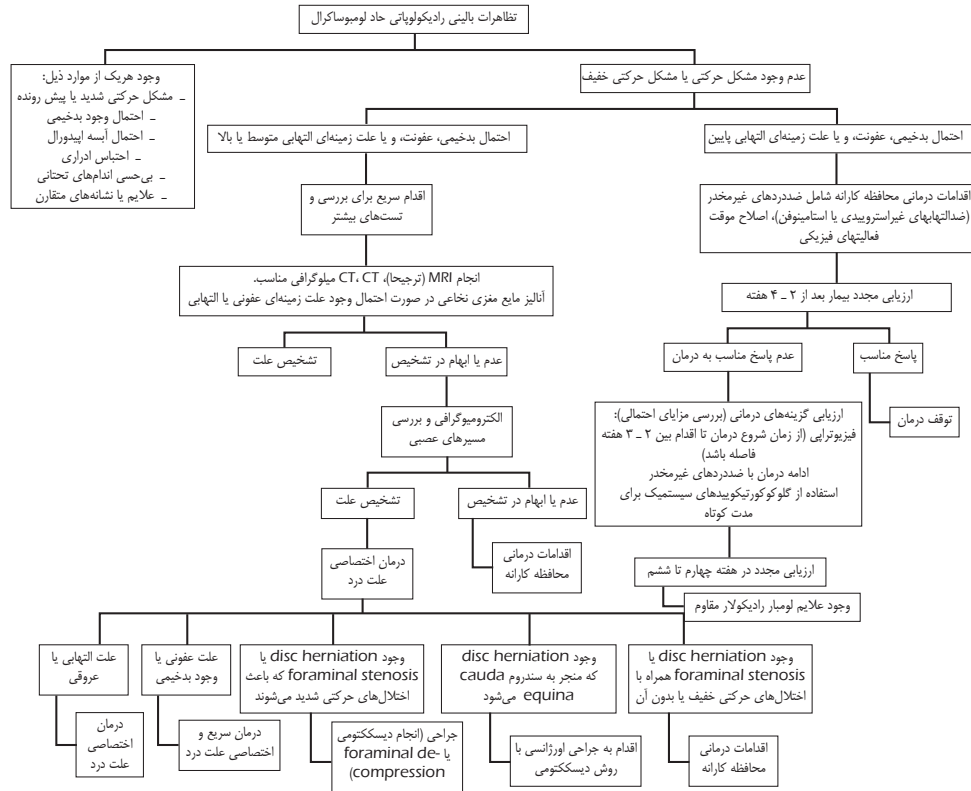 تظاهرات بالینی رادیکولوپاتی حاد لومبوساکرال
عدم وجود مشکل حرکتی یا مشکل حرکتی خفیف
وجود هریک از موارد ذیل:
ـ مشکل حرکتی شدید یا پیش رونده
ـ احتمال وجود بدخیمی
ـ احتمال آبسه اپیدورال
ـ احتباس ادراری
ـ بی‌حسی اندام‌های تحتانی
ـ علایم یا نشانه‌های متقارن
احتمال بدخیمی، عفونت، و یا علت زمینه‌ای التهابی پایین
احتمال بدخیمی، عفونت، و یا علت زمینه‌ای التهابی متوسط یا بالا
اقدامات درمانی محافظه کارانه شامل ضددردهای غیرمخدر
(ضدالتهابهای غیراستروییدی یا استامینوفن)، اصلاح موقت
فعالیتهای فیزیکی
اقدام سریع برای بررسی و
تست‌های بیشتر
انجام MRI (ترجیحا)، CT، CT میلوگرافی مناسب.
آنالیز مایع مغزی نخاعی در صورت احتمال وجود علت زمینه‌ای عفونی یا التهابی
ارزیابی مجدد بیمار بعد از ۲ ـ ۴ هفته
پاسخ مناسب
عدم پاسخ مناسب به درمان
عدم یا ابهام در تشخیص
تشخیص علت
توقف درمان
ارزیابی گزینه‌های درمانی (بررسی مزایای احتمالی):
فیزیوتراپی (از زمان شروع درمان تا اقدام بین ۲ ـ ۳ هفته
فاصله باشد)
ادامه درمان با ضددردهای غیرمخدر
استفاده از گلوکوکورتیکوییدهای سیستمیک برای
مدت کوتاه
الکترومیوگرافی و بررسی
مسیرهای عصبی
عدم یا ابهام در تشخیص
تشخیص علت
اقدامات درمانی
محافظه کارانه
درمان اختصاصی
علت درد
ارزیابی مجدد در هفته چهارم تا ششم
وجود علایم لومبار رادیکولار مقاوم
وجود disc herniation یا
foraminal stenosis همراه با
اختلال‌های حرکتی خفیف یا بدون آن
وجود disc herniation
که منجر به سندروم cauda
equina می‌شود
وجود disc herniation یا
foraminal stenosis که باعث
اختلال‌های حرکتی شدید می‌شوند
علت عفونی یا
وجود بدخیمی
علت التهابی یا
عروقی
اقدامات درمانی
محافظه کارانه
اقدام به جراحی اورژانسی با
روش دیسککتومی
جراحی (انجام دیسککتومی
یا foraminal de-
compression)
درمان سریع و
اختصاصی علت درد
درمان
اختصاصی
علت درد